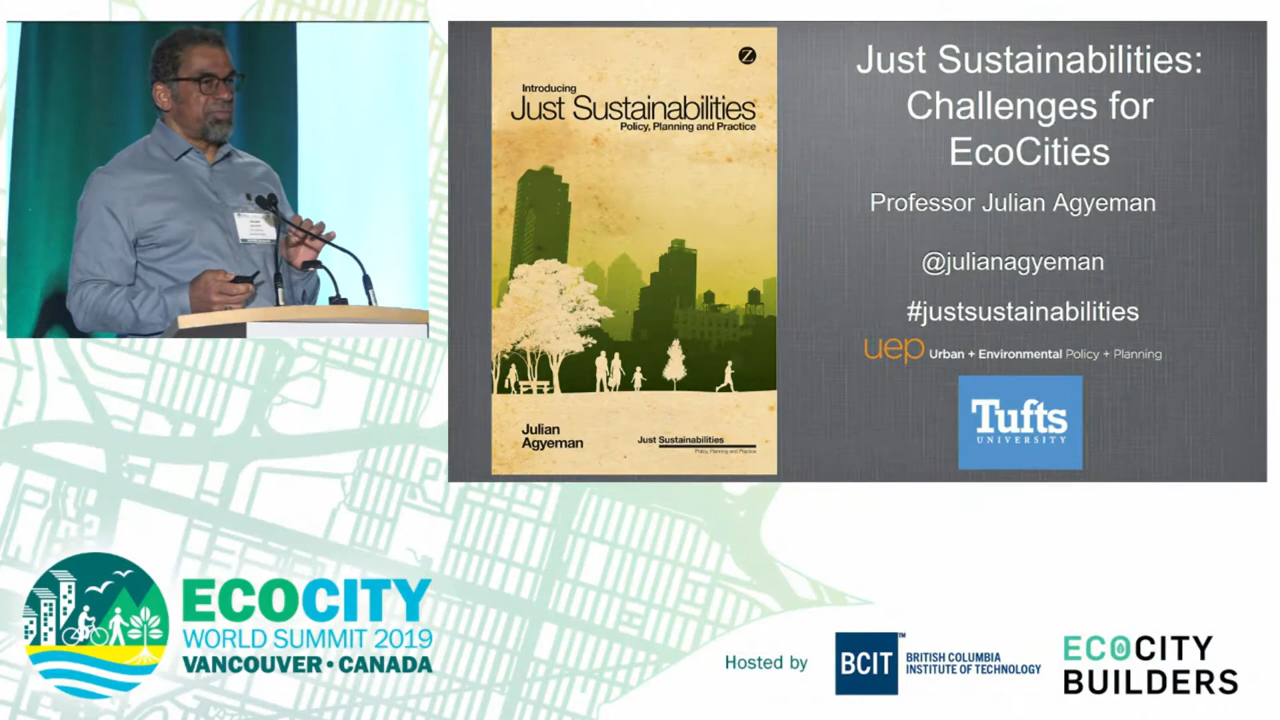 Introducing
Just Sustainabilities
Policy, Planning and Practice
Julian
Agyeman
Just Sustainabilities
Policy, Planning and Practice
Z
Just Sustainabilities:
Challenges for
EcoCities
Professor Julian Agyeman
@julianagyeman
#justsustainabilities
uep Urban + Environmental Policy + Planning
Tufts
UNIVERSITY
ECOCITY
WORLD SUMMIT 2019
VANCOUVER • CANADA
Hosted by
BCIT™
BRITISH COLUMBIA
INSTITUTE OF TECHNOLOGY
ECOCITY
BUILDERS